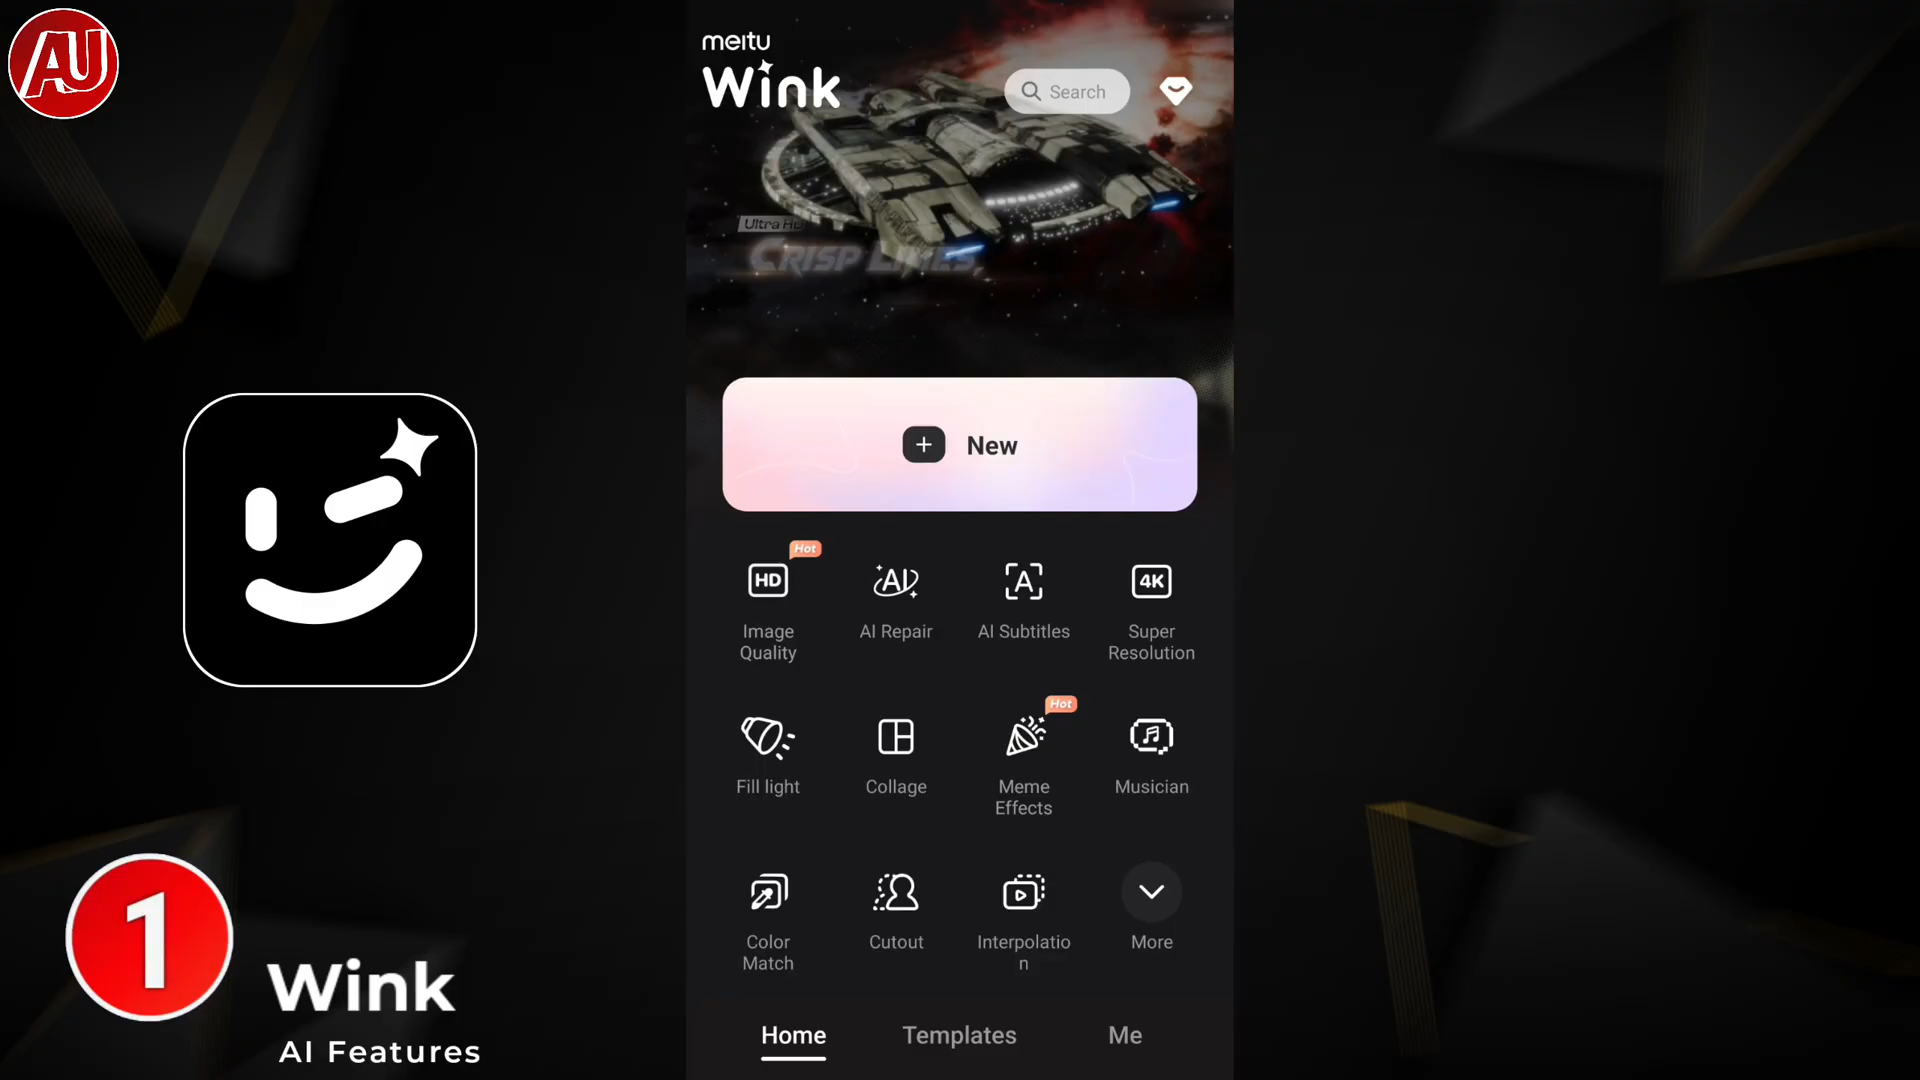 AU
meitu
Wink
Search
Ultra HD
CRISP LINES,
New
Hot
HD
AI
A
4K
Image
Quality
AI Repair
AI Subtitles
Super
Resolution
Hot
Fill light
Collage
Meme
Effects
Musician
Color
Match
Cutout
Interpolatio
n
More
1
Wink
AI Features
Home
Templates
Me